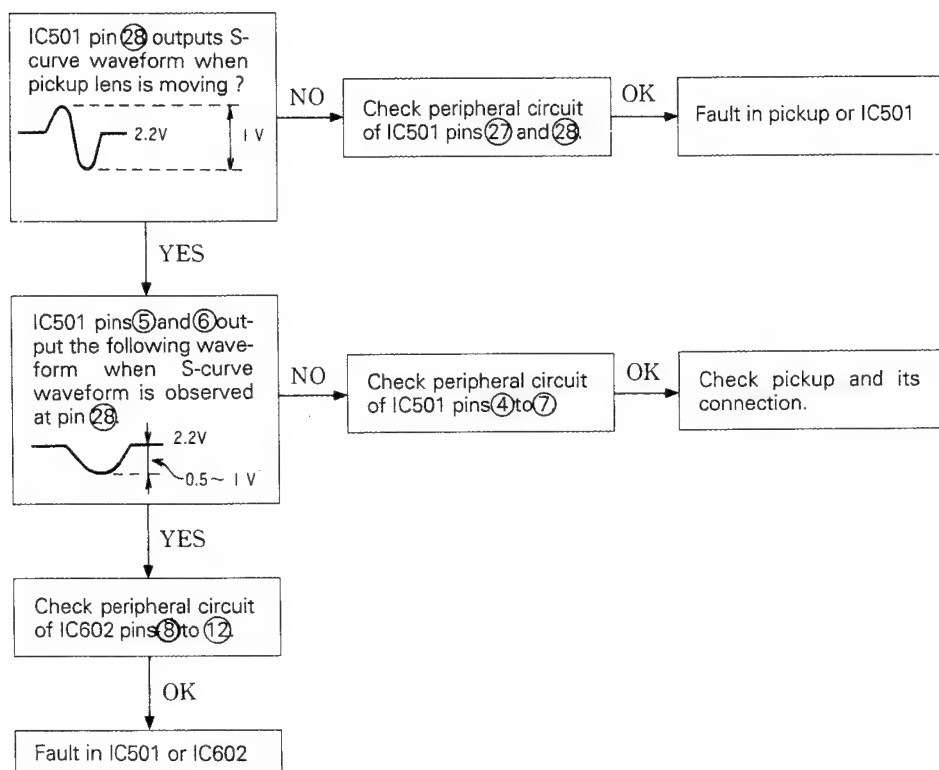 IC501 pin 28 outputs S-
curve waveform when
pickup lens is moving ?
2.2V
1 V
NO
Check peripheral circuit
of IC501 pins 27 and 28.
OK
Fault in pickup or IC501
YES
IC501 pins 5 and 6 out-
put the following wave-
form when S-curve
waveform is observed
at pin 28.
2.2V
0.5~ 1 V
NO
Check peripheral circuit
of IC501 pins 4 to 7
OK
Check pickup and its
connection.
YES
Check peripheral circuit
of IC602 pins 8 to 12.
OK
Fault in IC501 or IC602